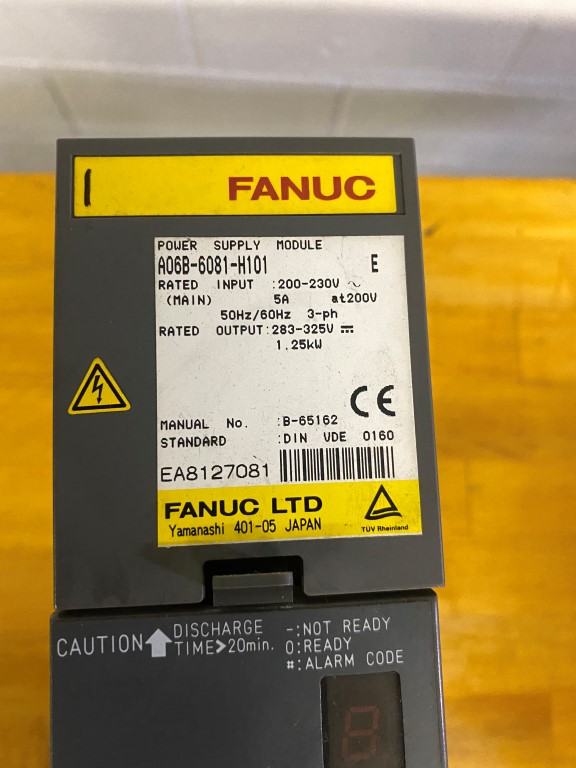 FANUC
POWER SUPPLY MODULE
A06B-6081-H101 E
RATED INPUT :200-230V ~
(MAIN) 5A at200V
50Hz/60Hz 3-ph
RATED OUTPUT:283-325V ⎓
1.25kW
CE
MANUAL No. :B-65162
STANDARD :DIN VDE 0160
EA8127081
FANUC LTD
Yamanashi 401-05 JAPAN
TÜV Rheinland
CAUTION DISCHARGE TIME>20min.
-:NOT READY
0:READY
#:ALARM CODE